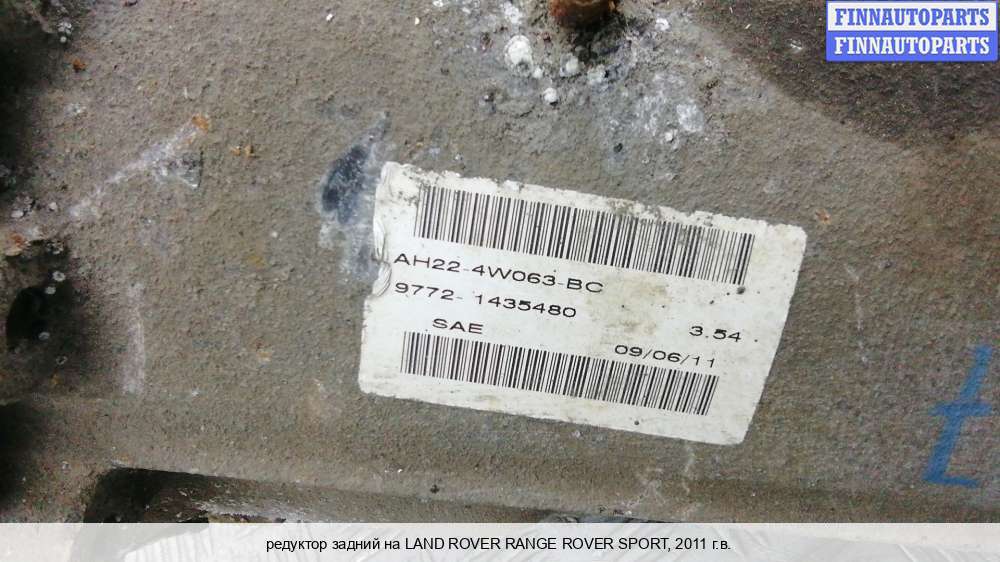 FINNAUTOPARTS
FINNAUTOPARTS
AH22-4W063-BC
9772- 1435480
3.54
SAE
09/06/11
редуктор задний на LAND ROVER RANGE ROVER SPORT, 2011 г.в.